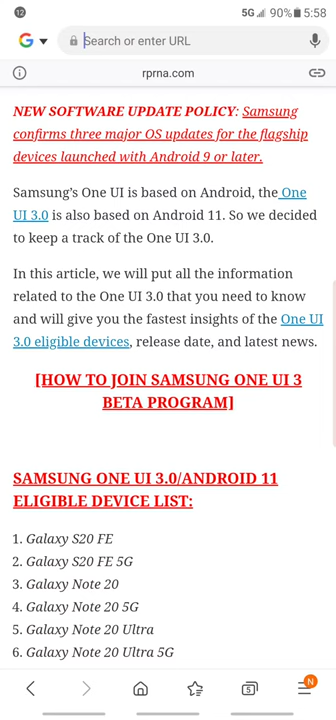 12 5G 90% 5:58
G Search or enter URL
rprna.com
NEW SOFTWARE UPDATE POLICY: Samsung
confirms three major OS updates for the flagship
devices launched with Android 9 or later.
Samsung's One UI is based on Android, the One
UI 3.0 is also based on Android 11. So we decided
to keep a track of the One UI 3.0.
In this article, we will put all the information
related to the One UI 3.0 that you need to know
and will give you the fastest insights of the One UI
3.0 eligible devices, release date, and latest news.
[HOW TO JOIN SAMSUNG ONE UI 3
BETA PROGRAM]
SAMSUNG ONE UI 3.0/ANDROID 11
ELIGIBLE DEVICE LIST:
1. Galaxy S20 FE
2. Galaxy S20 FE 5G
3. Galaxy Note 20
4. Galaxy Note 20 5G
5. Galaxy Note 20 Ultra
6. Galaxy Note 20 Ultra 5G
5 N